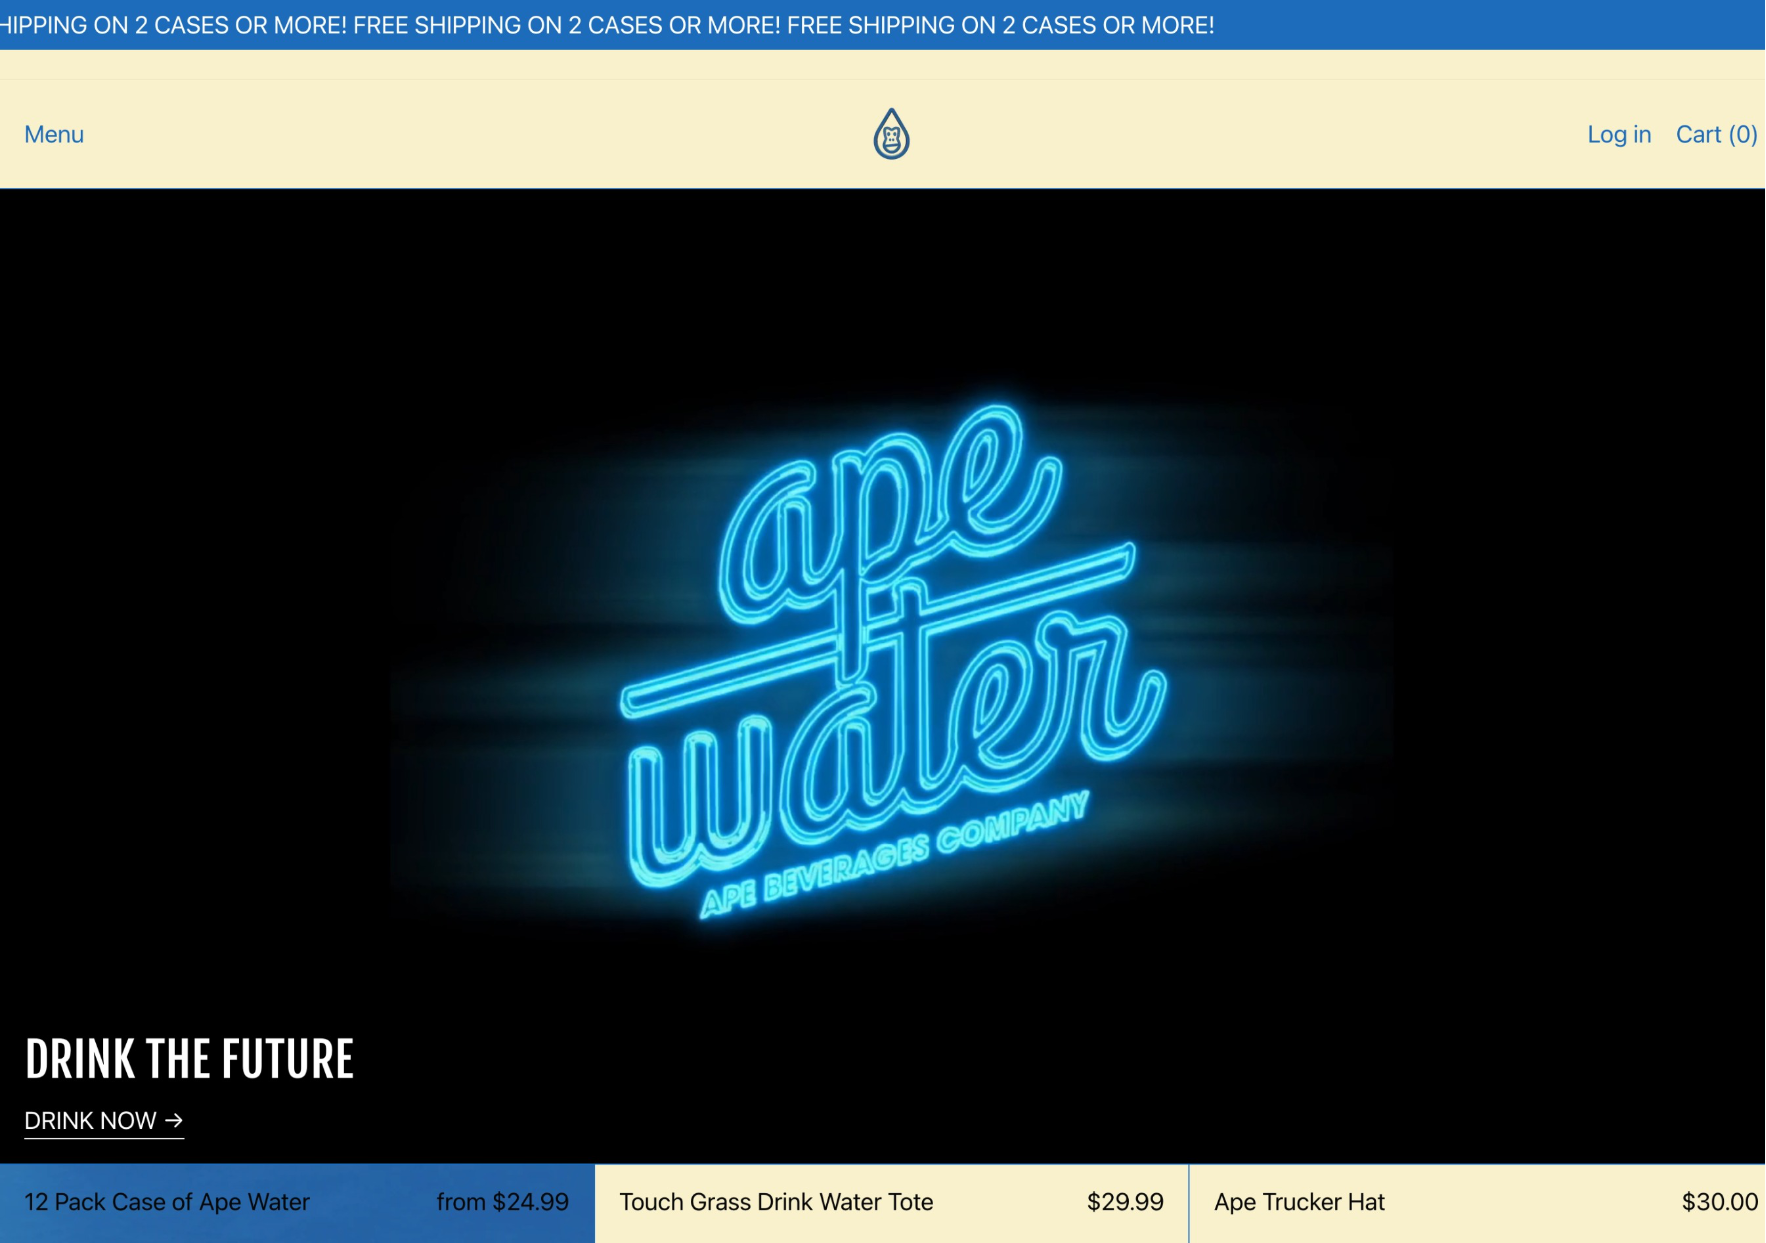 HIPPING ON 2 CASES OR MORE! FREE SHIPPING ON 2 CASES OR MORE! FREE SHIPPING ON 2 CASES OR MORE!
Menu
Log in
Cart (0)
ape
water
APE BEVERAGES COMPANY
DRINK THE FUTURE
DRINK NOW →
12 Pack Case of Ape Water
from $24.99
Touch Grass Drink Water Tote
$29.99
Ape Trucker Hat
$30.00